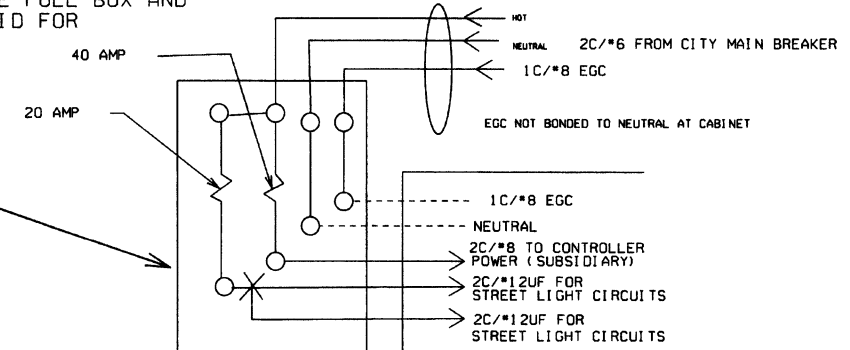 BOX AND
ID FOR
HOT
40 AMP
NEUTRAL 2C/#6 FROM CITY MAIN BREAKER
1C/#8 EGC
20 AMP
EGC NOT BONDED TO NEUTRAL AT CABINET
1C/#8 EGC
NEUTRAL
2C/#8 TO CONTROLLER
POWER (SUBSIDIARY)
2C/#12UF FOR
STREET LIGHT CIRCUITS
2C/#12UF FOR
STREET LIGHT CIRCUITS